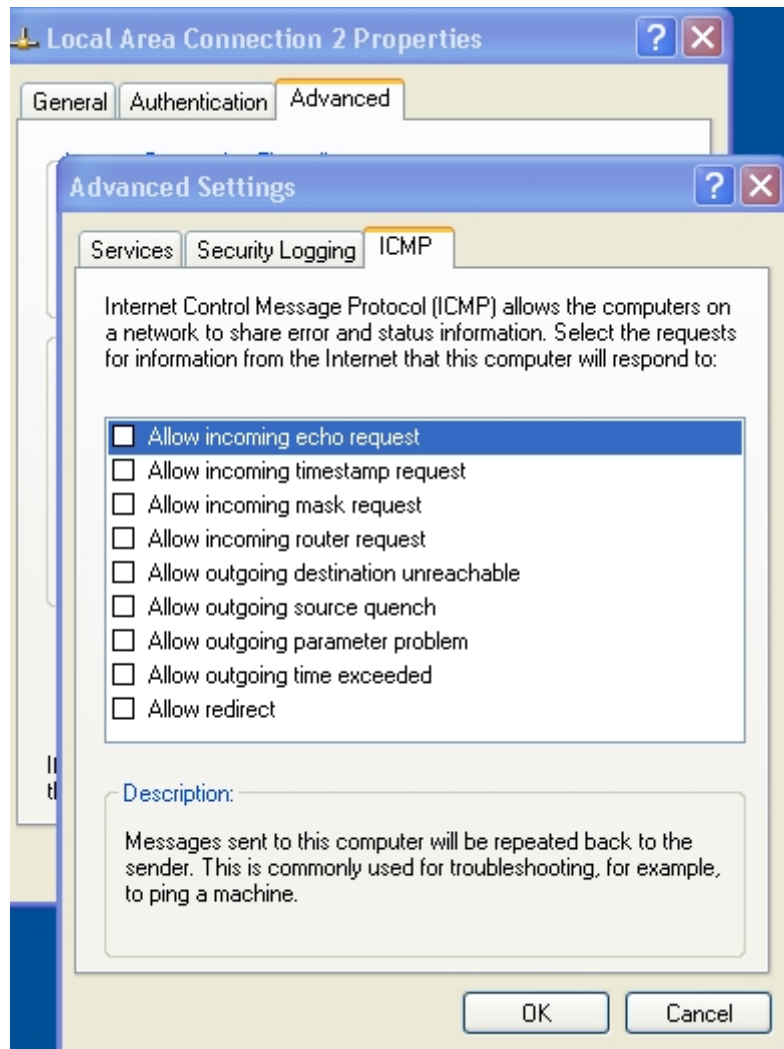 Local Area Connection 2 Properties
General Authentication Advanced
Advanced Settings
Services Security Logging ICMP
Internet Control Message Protocol (ICMP) allows the computers on
a network to share error and status information. Select the requests
for information from the Internet that this computer will respond to:
Allow incoming echo request
Allow incoming timestamp request
Allow incoming mask request
Allow incoming router request
Allow outgoing destination unreachable
Allow outgoing source quench
Allow outgoing parameter problem
Allow outgoing time exceeded
Allow redirect
Description:
Messages sent to this computer will be repeated back to the
sender. This is commonly used for troubleshooting, for example,
to ping a machine.
OK Cancel